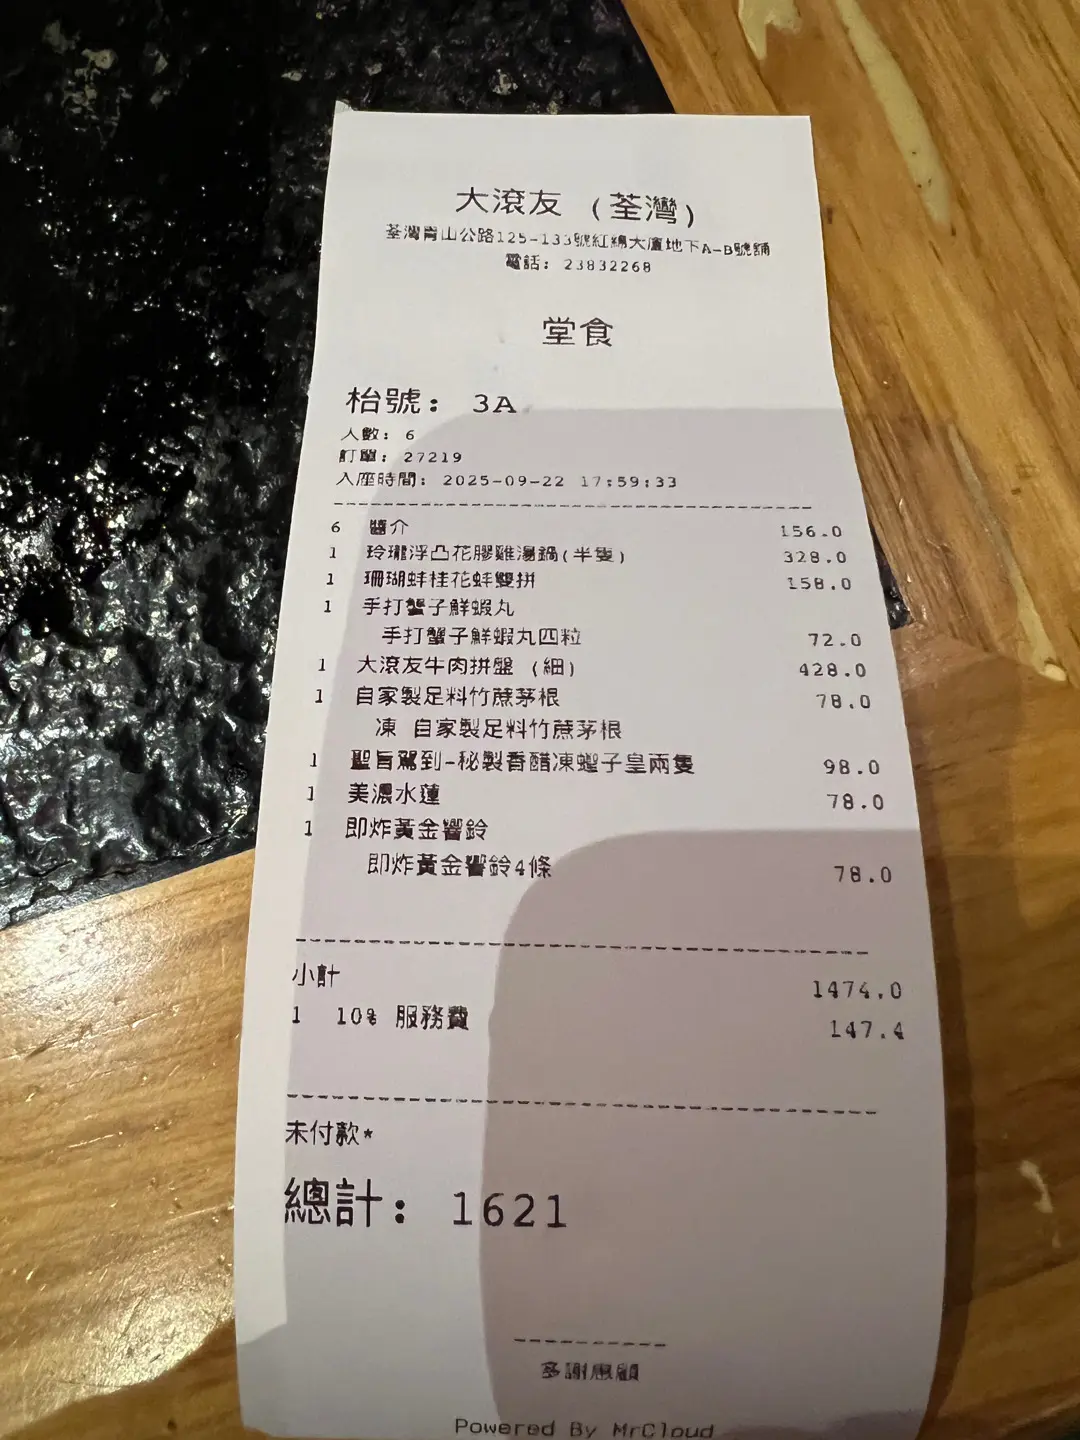 大滾友 (荃灣)
荃灣青山公路125-133號紅綿大廈地下A-B號舖
電話: 23832268
堂食
枱號: 3A
人數: 6
訂單: 27219
入座時間: 2025-09-22 17:59:33
6 醬介 156.0
1 玲瓏浮凸花膠雞湯鍋(半隻) 328.0
1 珊瑚蚌桂花蚌雙拼 158.0
1 手打蟹子鮮蝦丸
手打蟹子鮮蝦丸四粒 72.0
1 大滾友牛肉拼盤 (細) 428.0
1 自家製足料竹蔗茅根 78.0
凍 自家製足料竹蔗茅根
1 聖旨駕到-秘製香醋凍蟶子皇兩隻 98.0
1 美濃水蓮 78.0
1 即炸黃金響鈴
即炸黃金響鈴4條 78.0
小計 1474.0
1 10% 服務費 147.4
未付款*
總計: 1621
多謝惠顧
Powered By MrCloud